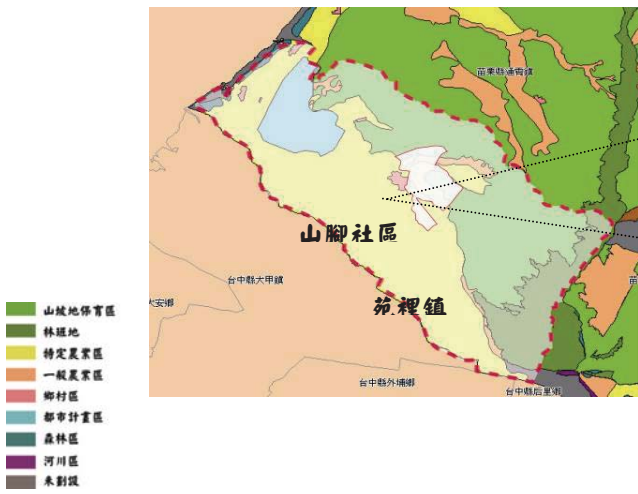 苗栗縣通霄鎮
山腳社區
台中縣大甲鎮
大安鄉
苑裡鎮
苗
台中縣外埔鄉
台中縣后里鄉
山坡地保育區
林班地
特定農業區
一般農業區
鄉村區
都市計畫區
森林區
河川區
未劃設